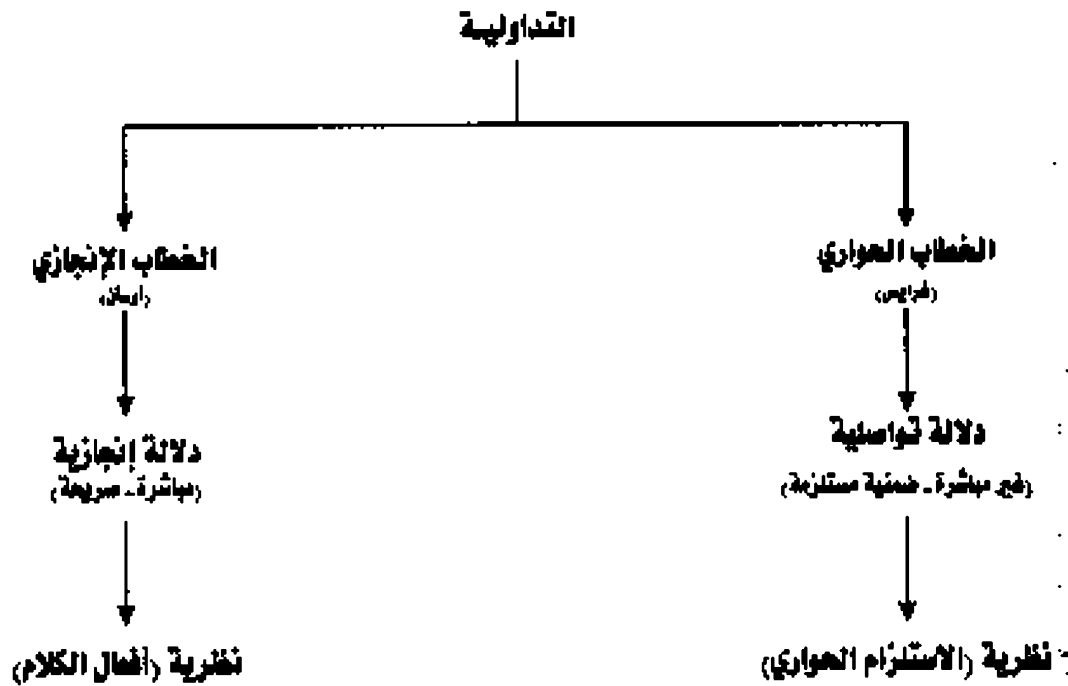 التداولية
الخطاب الحواري
(غرايس)
دلالة تواصلية
(غير مباشرة - ضمنية مستلزمة)
نظرية (الاستلزام الحواري)
الخطاب الإنجازي
(اوستن)
دلالة إنجازية
(مباشرة - صريحة)
نظرية (أفعال الكلام)